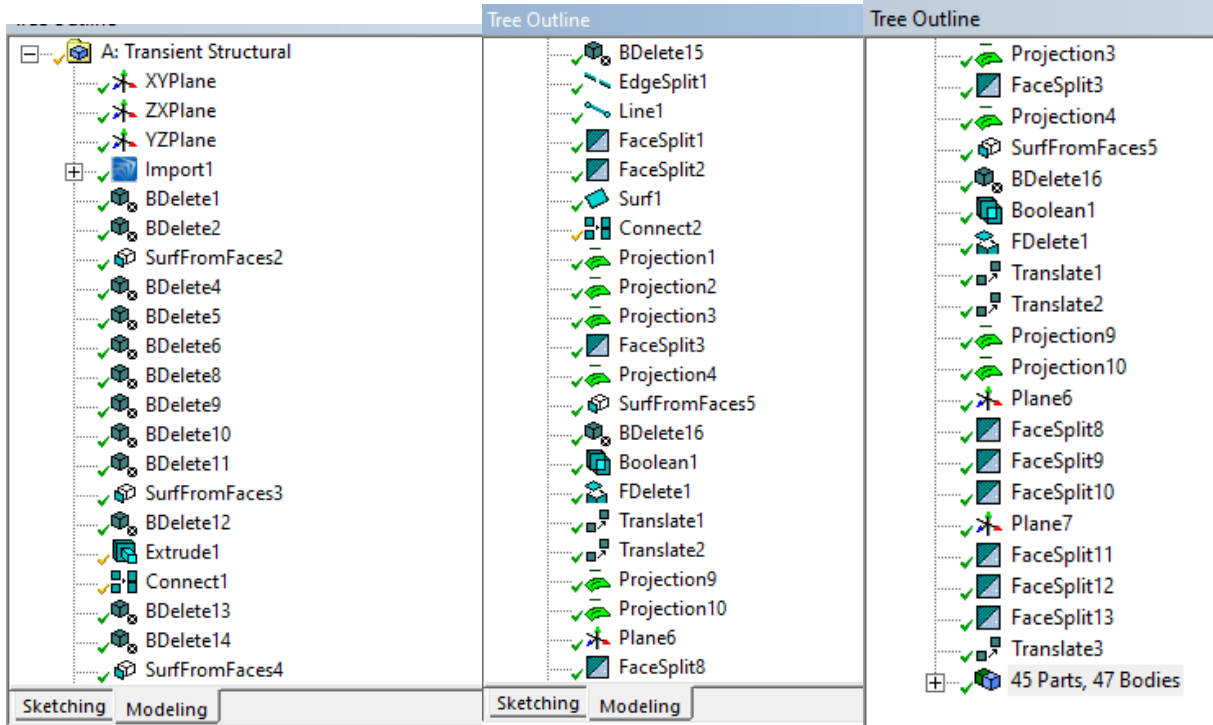 Tree Outline
A: Transient Structural
XYPlane
ZXPlane
YZPlane
Import1
BDelete1
BDelete2
SurfFromFaces2
BDelete4
BDelete5
BDelete6
BDelete8
BDelete9
BDelete10
BDelete11
SurfFromFaces3
BDelete12
Extrude1
Connect1
BDelete13
BDelete14
SurfFromFaces4
Sketching Modeling
Tree Outline
BDelete15
EdgeSplit1
Line1
FaceSplit1
FaceSplit2
Surf1
Connect2
Projection1
Projection2
Projection3
FaceSplit3
Projection4
SurfFromFaces5
BDelete16
Boolean1
FDelete1
Translate1
Translate2
Projection9
Projection10
Plane6
FaceSplit8
Sketching Modeling
Tree Outline
Projection3
FaceSplit3
Projection4
SurfFromFaces5
BDelete16
Boolean1
FDelete1
Translate1
Translate2
Projection9
Projection10
Plane6
FaceSplit8
FaceSplit9
FaceSplit10
Plane7
FaceSplit11
FaceSplit12
FaceSplit13
Translate3
45 Parts, 47 Bodies